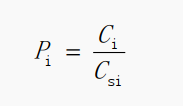 P_i = C_i / C_si